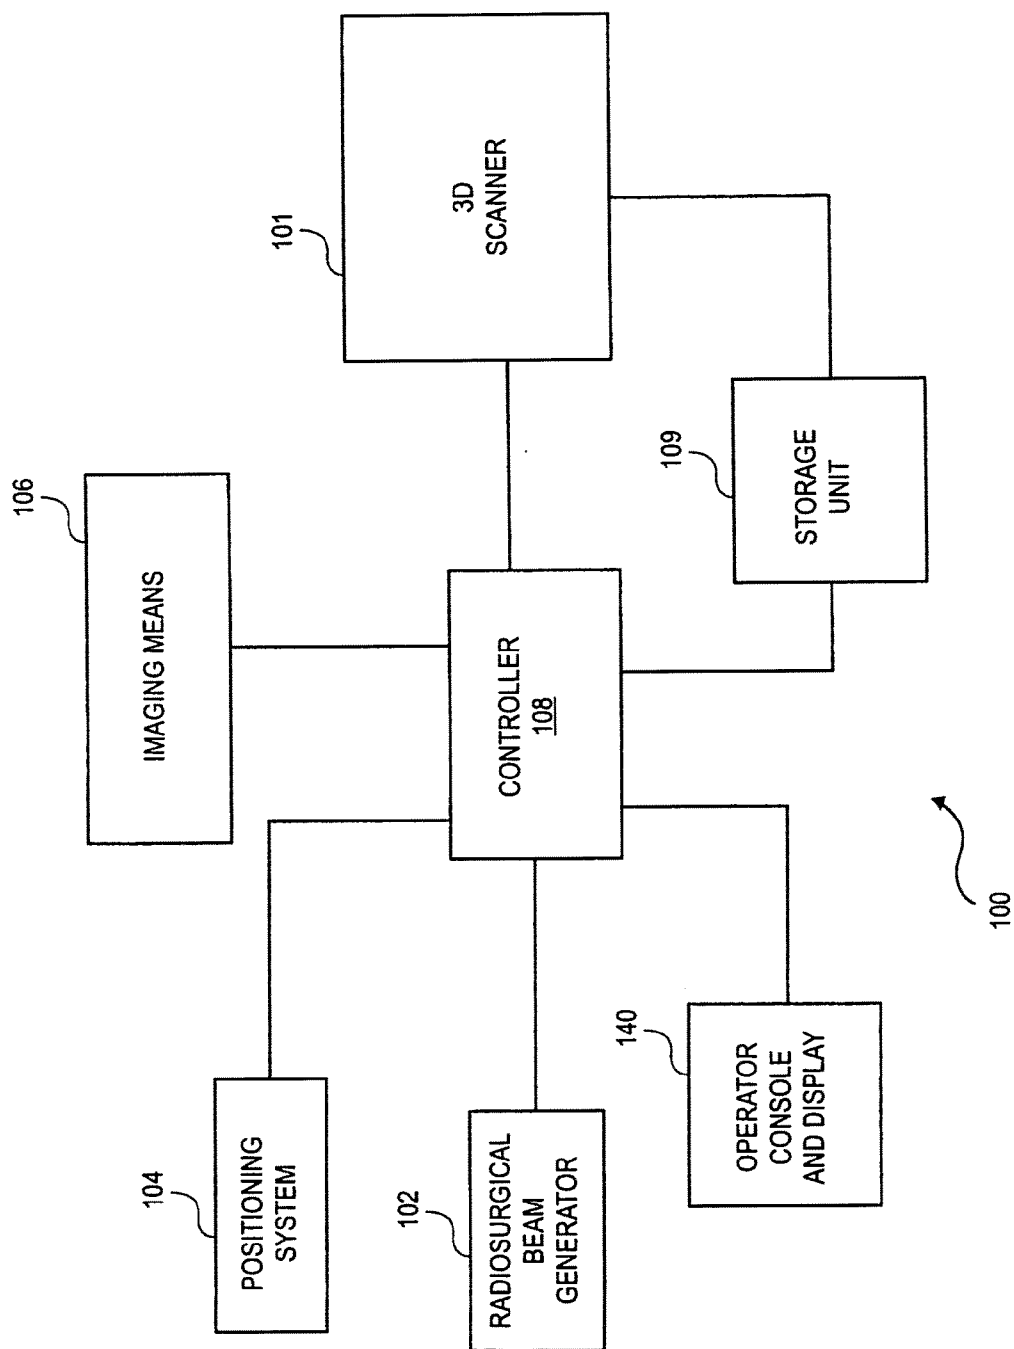 106
IMAGING MEANS
101
3D
SCANNER
104
POSITIONING
SYSTEM
CONTROLLER
108
109
STORAGE
UNIT
102
RADIOSURGICAL
BEAM
GENERATOR
140
OPERATOR
CONSOLE
AND DISPLAY
100